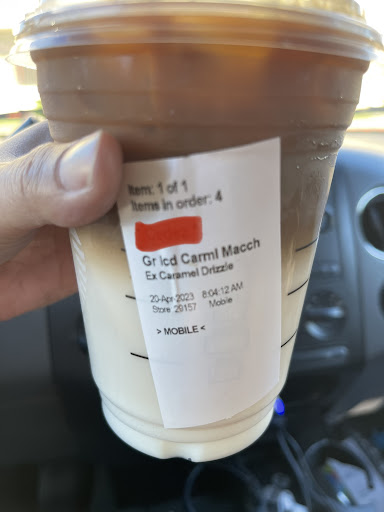 Item: 1 of 1
Items in order: 4
Gr Icd Carml Macch
Ex Caramel Drizzle
20-Apr-2023 8:04:12 AM
Store 29157 Mobile
> MOBILE <